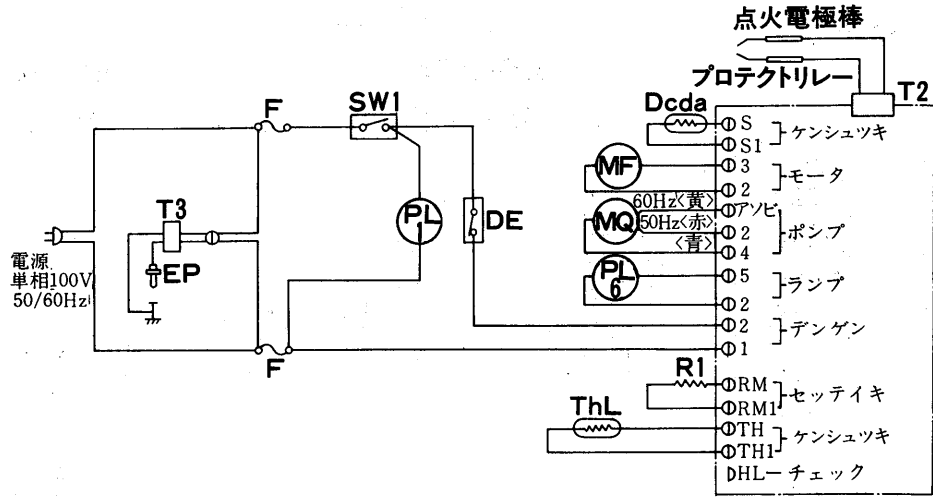 点火電極棒
プロテクトリレー
T2
F
SW1
Dcda
S
S1
ケンシュツキ
MF
3
2
モータ
T3
PL
1
DE
MQ
60Hz<黄>
50Hz<赤>
<青>
アソビ
2
4
ポンプ
電源
単相100V
50/60Hz
EP
PL
6
5
2
ランプ
2
1
デンゲン
F
R1
RM
RM1
セッテイキ
ThL
TH
TH1
ケンシュツキ
HL
チェック